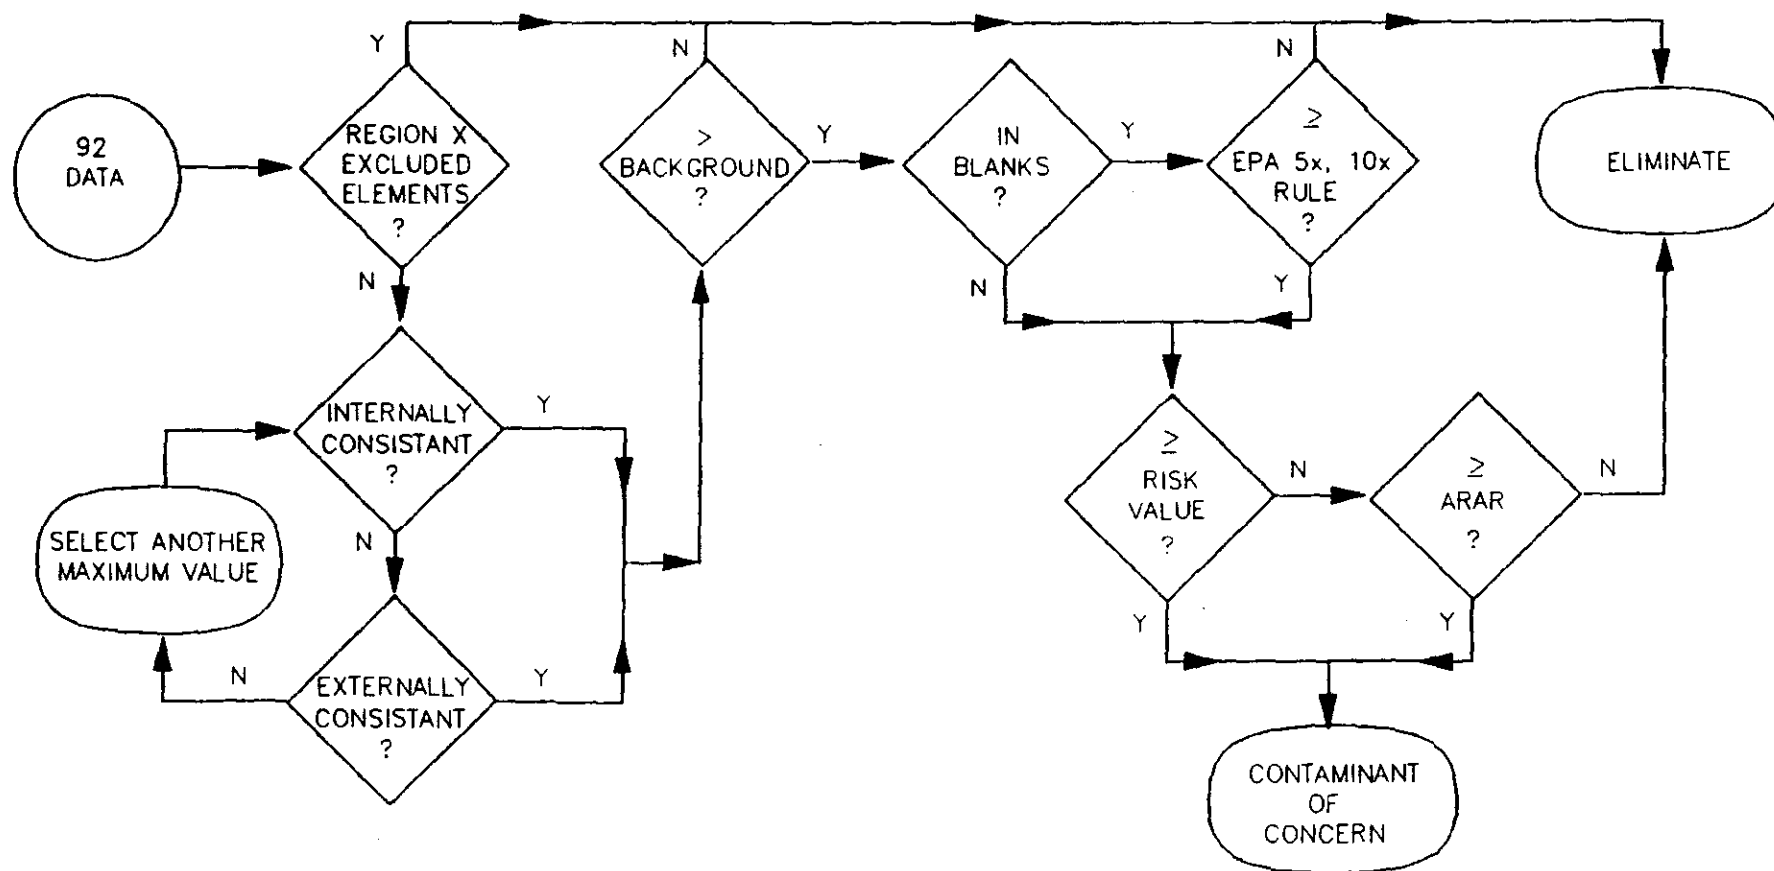 92
DATA
Y
REGION X
EXCLUDED
ELEMENTS
?
N
INTERNALLY
CONSISTANT
?
Y
N
SELECT ANOTHER
MAXIMUM VALUE
EXTERNALLY
CONSISTANT
?
N
Y
N
>
BACKGROUND
?
Y
IN
BLANKS
?
Y
N
N
≥
EPA 5x, 10x
RULE
?
Y
ELIMINATE
≥
RISK
VALUE
?
N
Y
≥
ARAR
?
N
Y
CONTAMINANT
OF
CONCERN